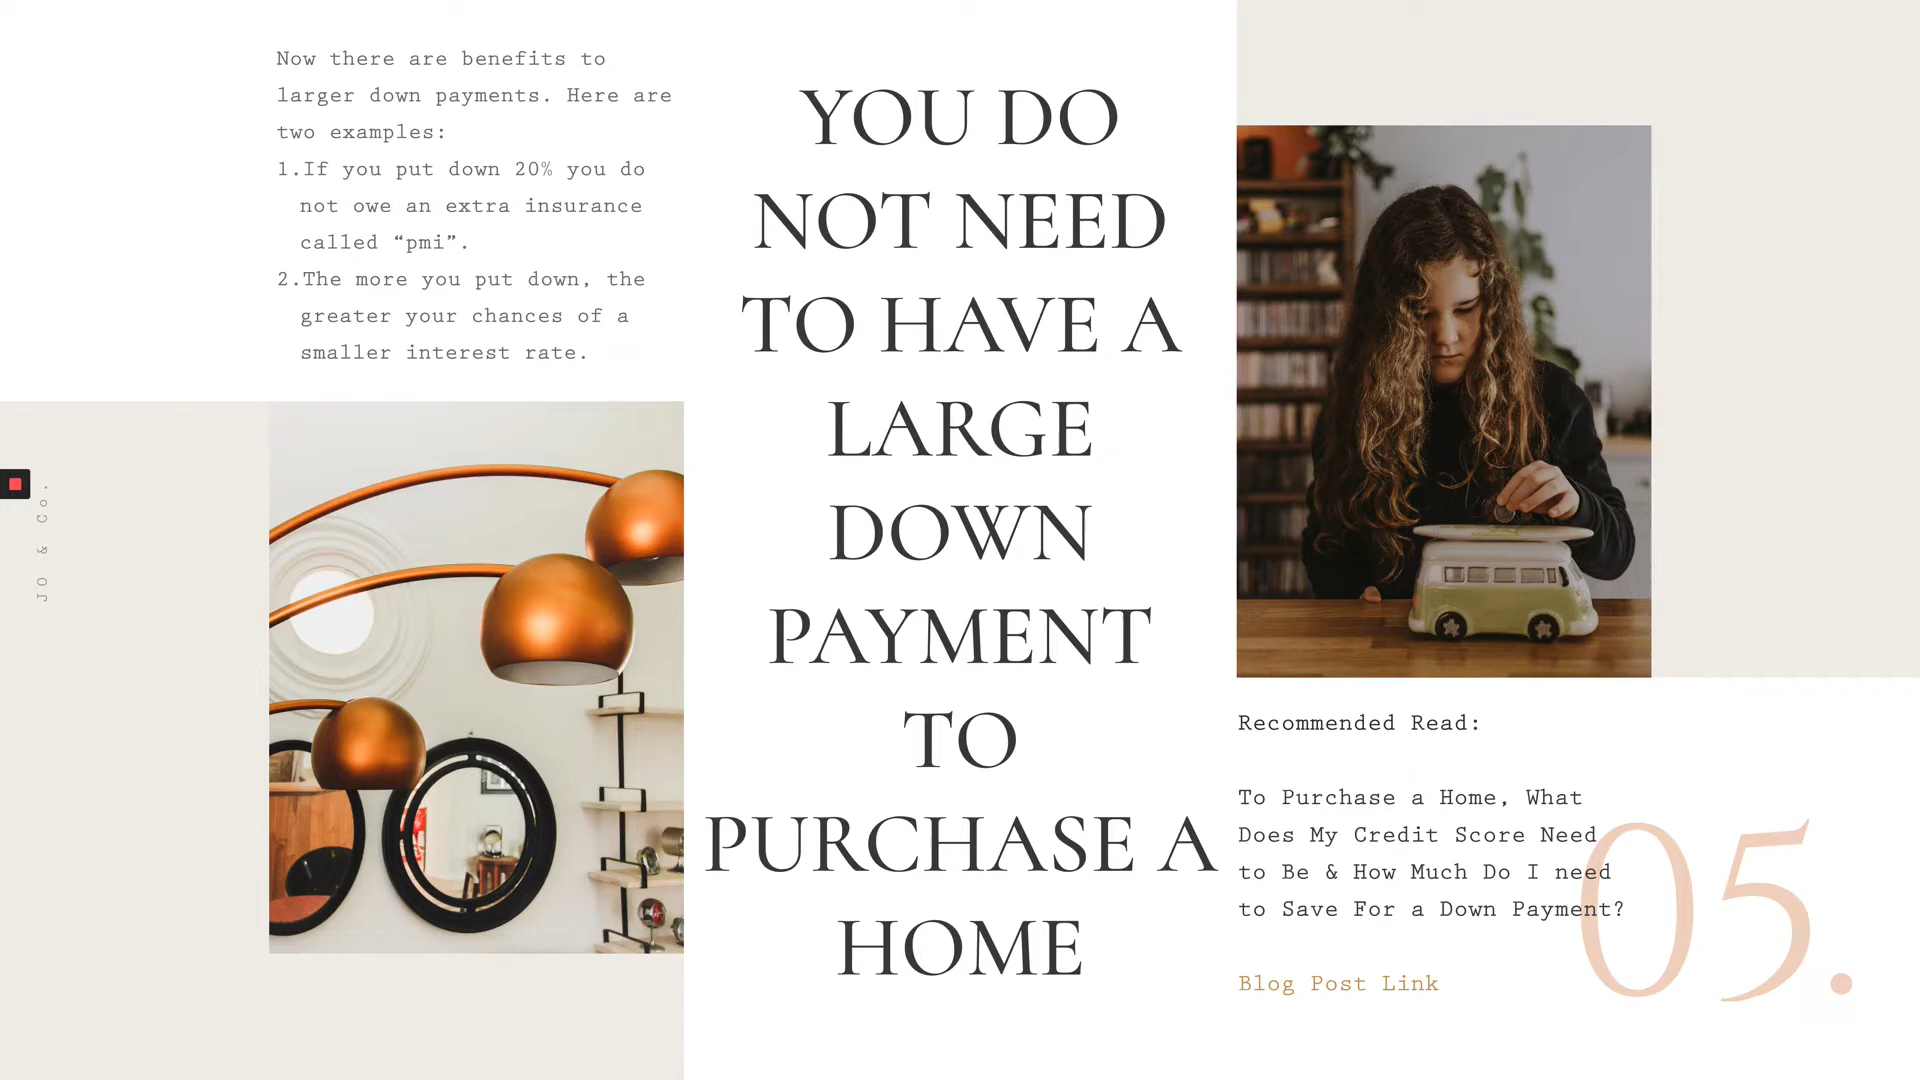 Now there are benefits to
larger down payments. Here are
two examples:
1.If you put down 20% you do
not owe an extra insurance
called “pmi”.
2.The more you put down, the
greater your chances of a
smaller interest rate.
JO & Co.
YOU DO
NOT NEED
TO HAVE A
LARGE
DOWN
PAYMENT
TO
PURCHASE A
HOME
Recommended Read:
To Purchase a Home, What
Does My Credit Score Need
to Be & How Much Do I need
to Save For a Down Payment?
Blog Post Link
05.